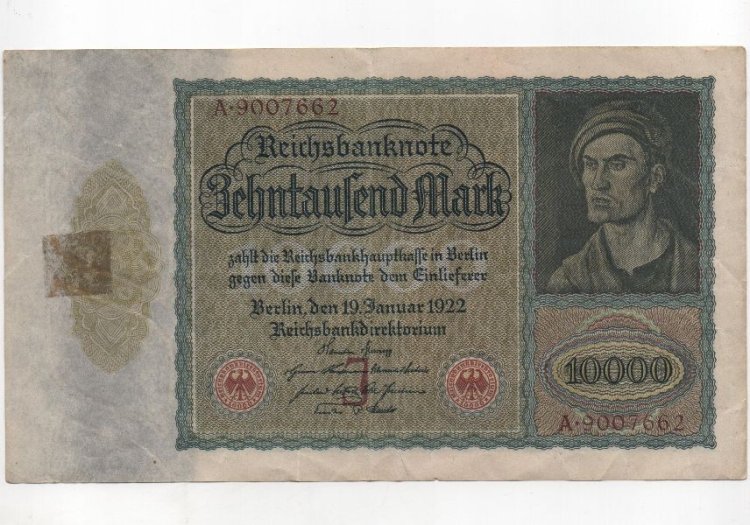 A·9007662
Reichsbanknote
Zehntausend Mark
zahlt die Reichsbankhauptkasse in Berlin
gegen diese Banknote dem Einlieferer
Berlin, den 19. Januar 1922
Reichsbankdirektorium
J
10000
A·9007662